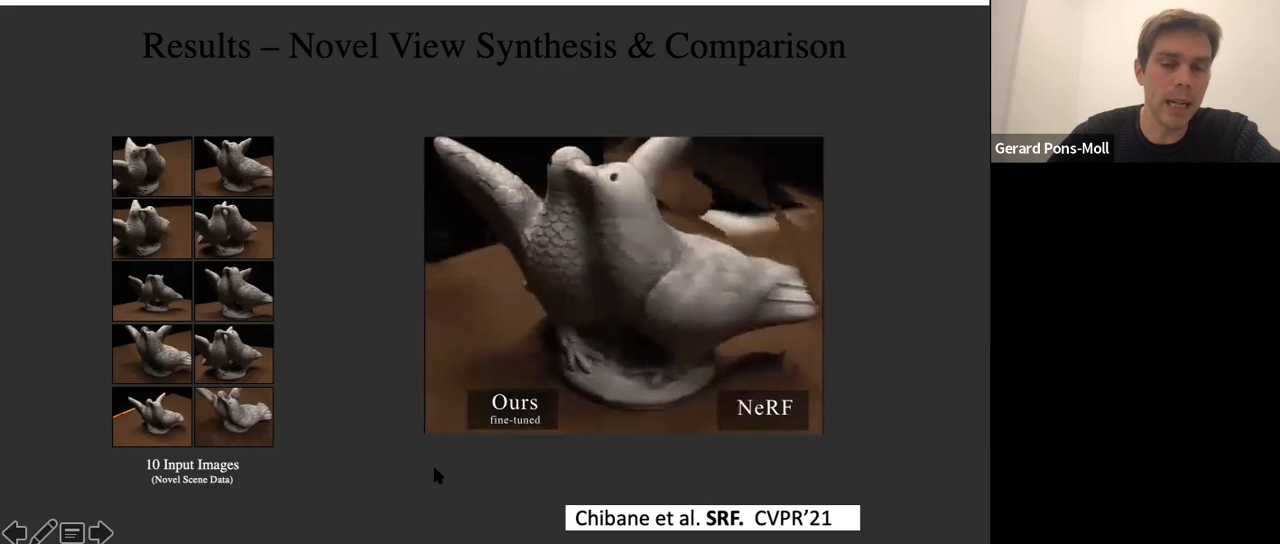 Results – Novel View Synthesis & Comparison
Gerard Pons-Moll
Ours
fine-tuned
NeRF
10 Input Images
(Novel Scene Data)
Chibane et al. SRF. CVPR’21